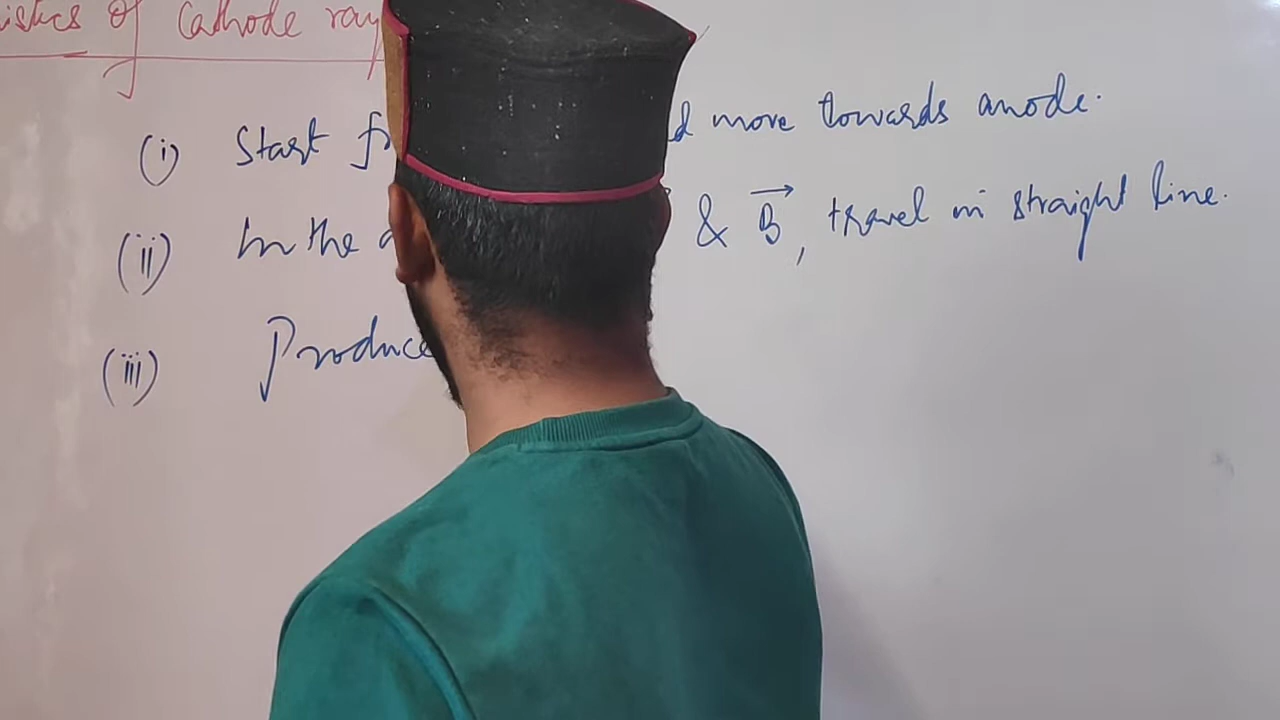 istics of Cathode ray
(i) Start move towards anode.
(ii) In the & B⃗, travel in straight line.
(iii) Produce